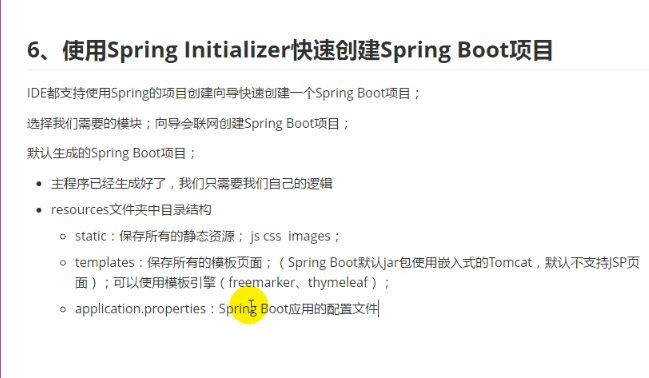 6、使用Spring Initializer快速创建Spring Boot项目
IDE都支持使用Spring的项目创建向导快速创建一个Spring Boot项目；
选择我们需要的模块；向导会联网创建Spring Boot项目；
默认生成的Spring Boot项目；
主程序已经生成好了，我们只需要我们自己的逻辑
resources文件夹中目录结构
static：保存所有的静态资源； js css  images；
templates：保存所有的模板页面；（Spring Boot默认jar包使用嵌入式的Tomcat，默认不支持JSP页
面）；可以使用模板引擎（freemarker、thymeleaf）；
application.properties：Spring Boot应用的配置文件